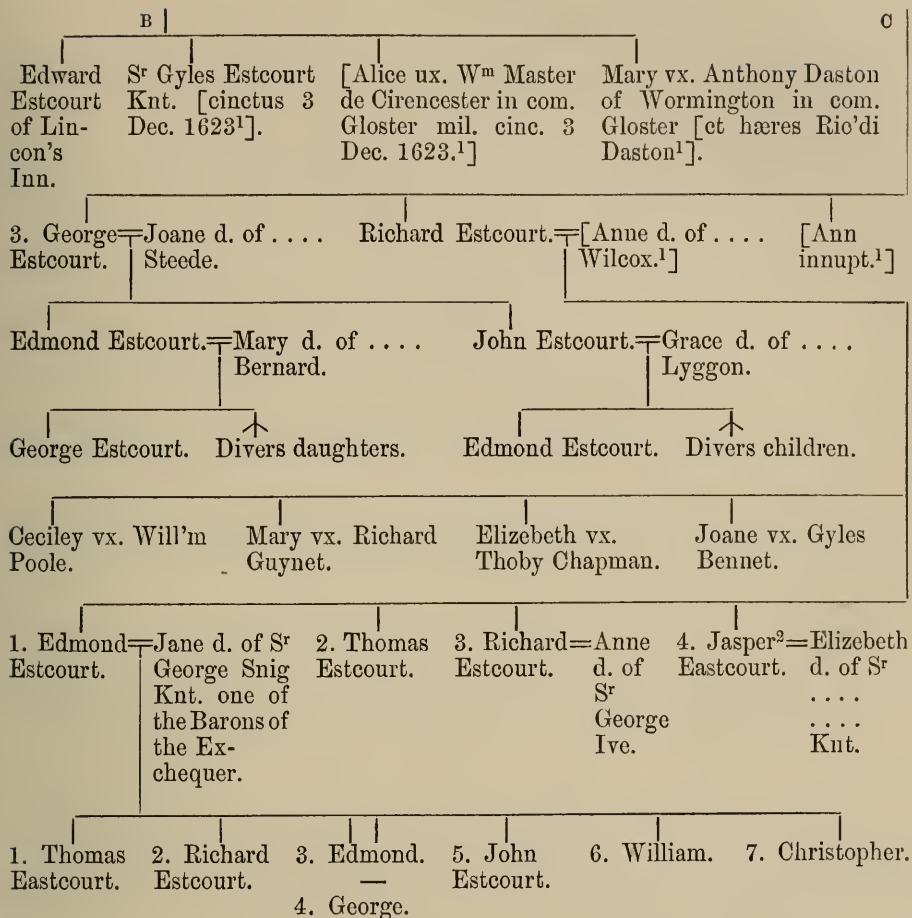 B C
Edward Sʳ Gyles Estcourt [Alice ux. Wᵐ Master Mary vx. Anthony Daston
Estcourt Knt. [cinctus 3 de Cirencester in com. of Wormington in com.
of Lin- Dec. 1623¹]. Gloster mil. cinc. 3 Gloster [et hæres Ric'di
con's Dec. 1623.¹] Daston¹].
Inn.
3. George=Joane d. of . . . . Richard Estcourt.=[Anne d. of . . . . [Ann
Estcourt. Steede. Wilcox.¹] innupt.¹]
Edmond Estcourt.=Mary d. of . . . . John Estcourt.=Grace d. of . . . .
Bernard. Lyggon.
George Estcourt. Divers daughters. Edmond Estcourt. Divers children.
Ceciley vx. Will'm Mary vx. Richard Elizebeth vx. Joane vx. Gyles
Poole. Guynet. Thoby Chapman. Bennet.
1. Edmond=Jane d. of Sʳ 2. Thomas 3. Richard=Anne 4. Jasper²=Elizebeth
Estcourt. George Snig Estcourt. Estcourt. d. of Eastcourt. d. of Sʳ
Knt. one of Sʳ . . . .
the Barons of George . . . .
the Ex- Ive. Knt.
chequer.
1. Thomas 2. Richard 3. Edmond. 5. John 6. William. 7. Christopher.
Eastcourt. Estcourt. — Estcourt.
4. George.